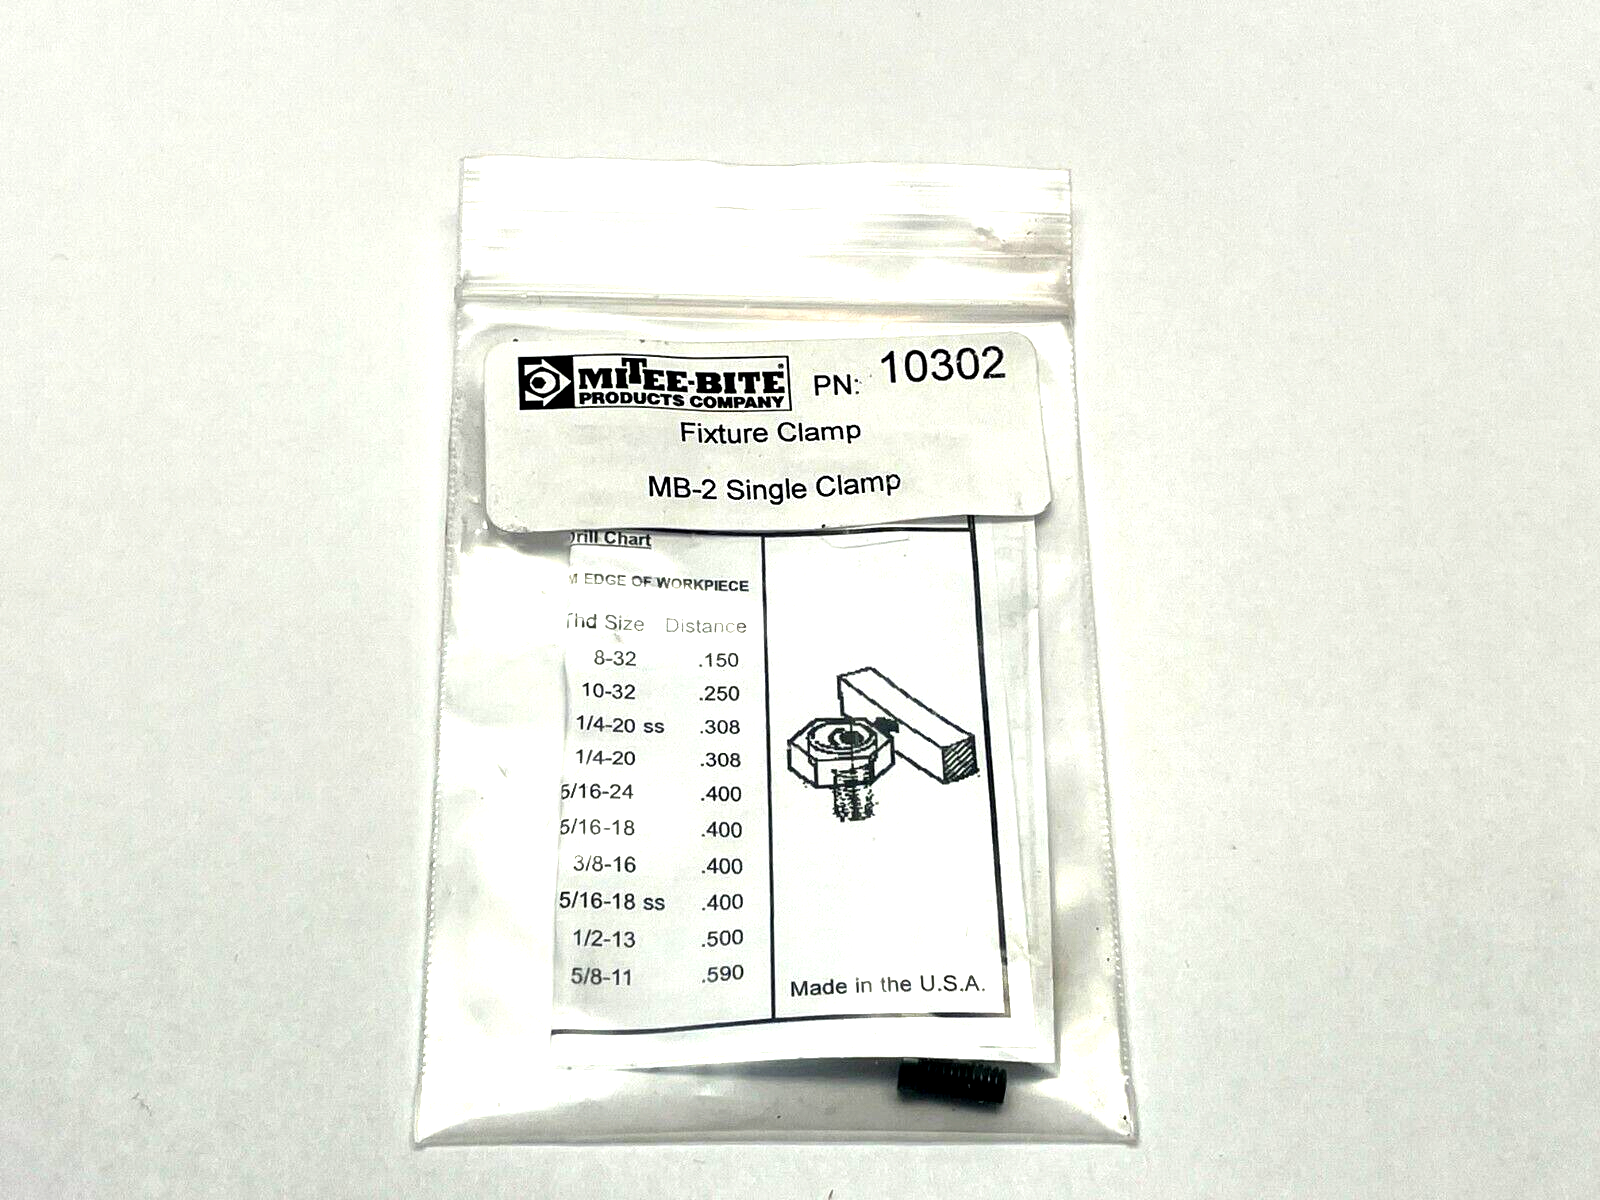 MITEE-BITE®
PRODUCTS COMPANY
PN: 10302
Fixture Clamp
MB-2 Single Clamp
Drill Chart
EDGE OF WORKPIECE
Thd Size Distance
8-32 .150
10-32 .250
1/4-20 ss .308
1/4-20 .308
5/16-24 .400
5/16-18 .400
3/8-16 .400
5/16-18 ss .400
1/2-13 .500
5/8-11 .590
Made in the U.S.A.